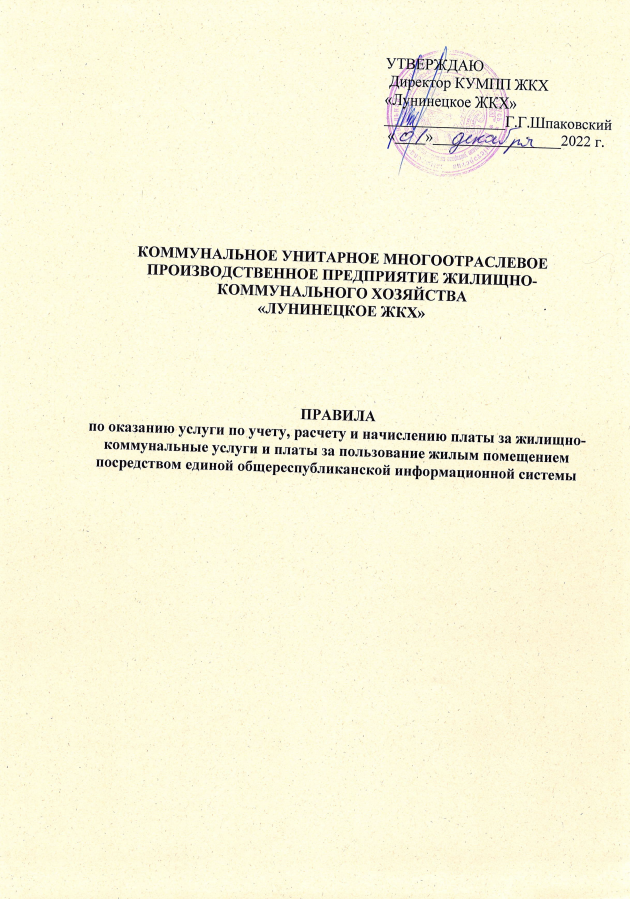 УТВЕРЖДАЮ
Директор КУМПП ЖКХ
«Лунинецкое ЖКХ»
Г.Г.Шпаковский
«01» декабря 2022 г.
КОММУНАЛЬНОЕ УНИТАРНОЕ МНОГООТРАСЛЕВОЕ
ПРОИЗВОДСТВЕННОЕ ПРЕДПРИЯТИЕ ЖИЛИЩНО-
КОММУНАЛЬНОГО ХОЗЯЙСТВА
«ЛУНИНЕЦКОЕ ЖКХ»
ПРАВИЛА
по оказанию услуги по учету, расчету и начислению платы за жилищно-
коммунальные услуги и платы за пользование жилым помещением
посредством единой общереспубликанской информационной системы